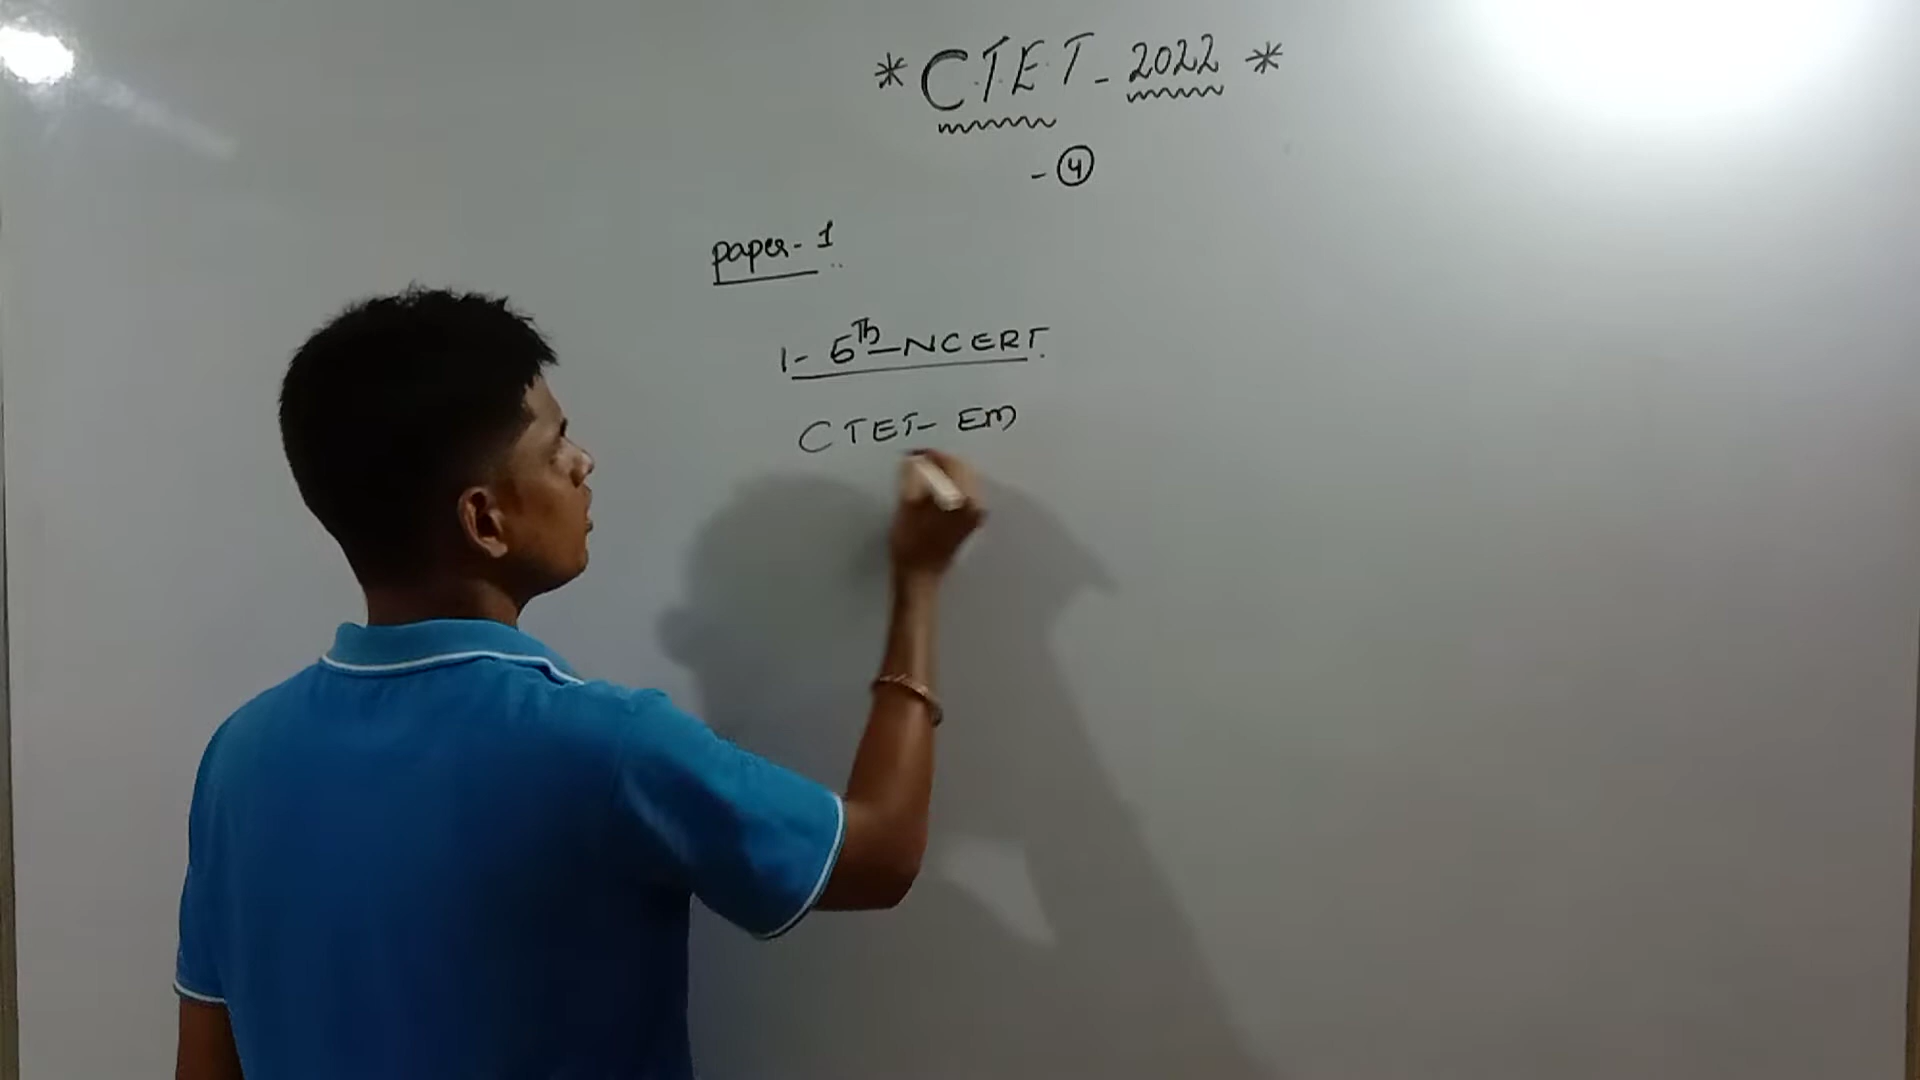 * CTET - 2022 *
- 4
paper - 1
1 - 5Th - NCERT.
CTET - EM